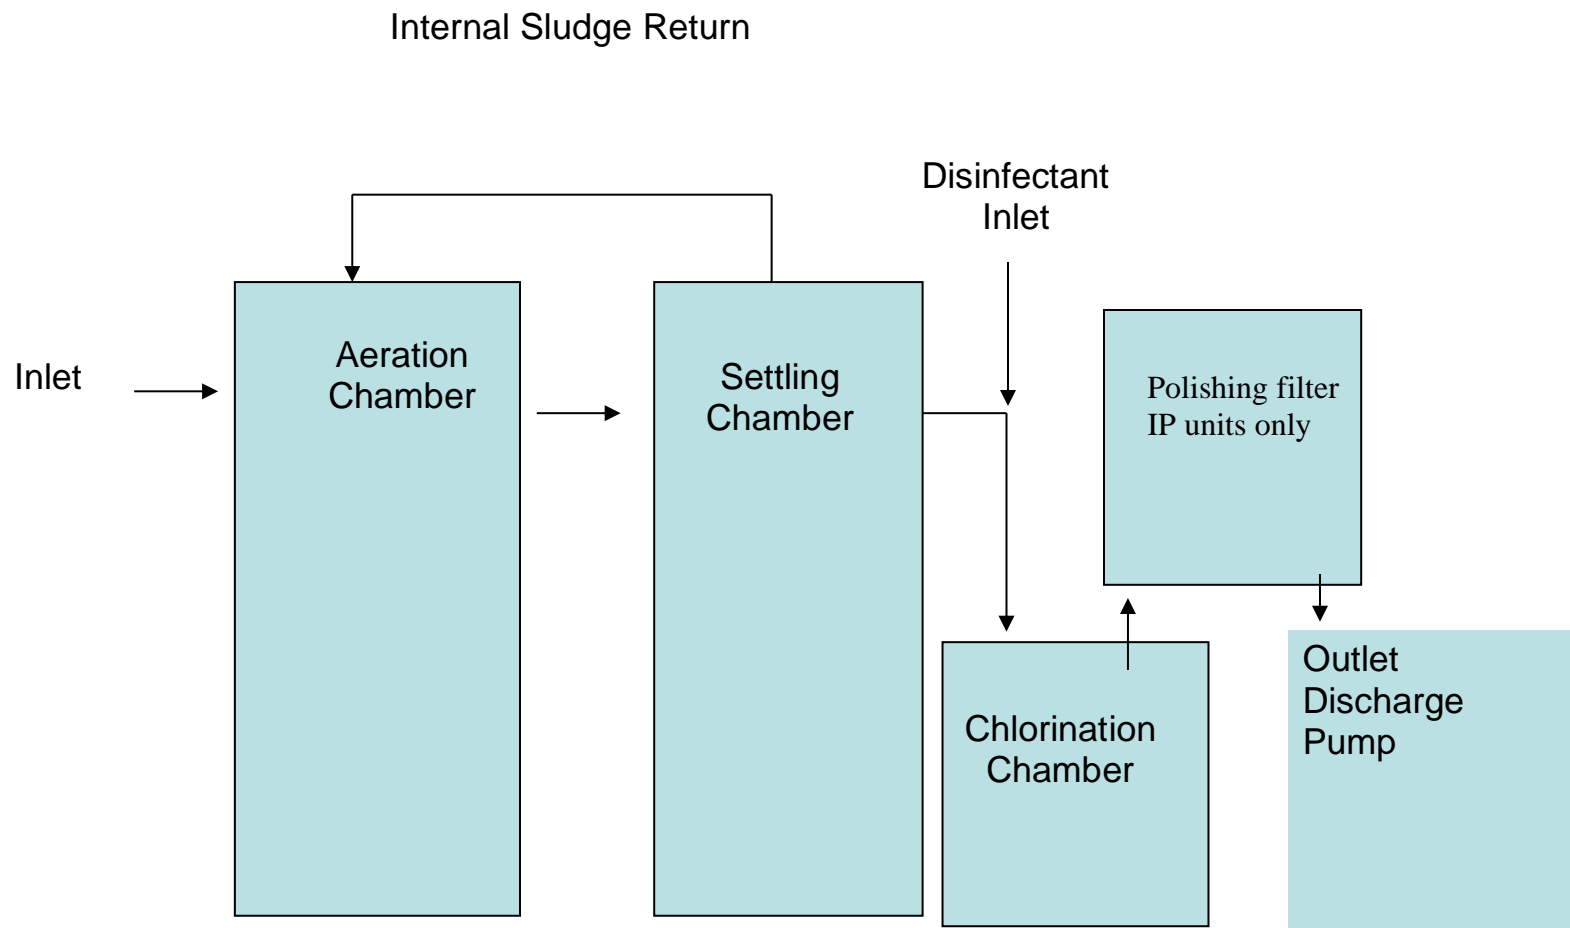 Internal Sludge Return
Disinfectant
Inlet
Inlet
Aeration
Chamber
Settling
Chamber
Polishing filter
IP units only
Chlorination
Chamber
Outlet
Discharge
Pump